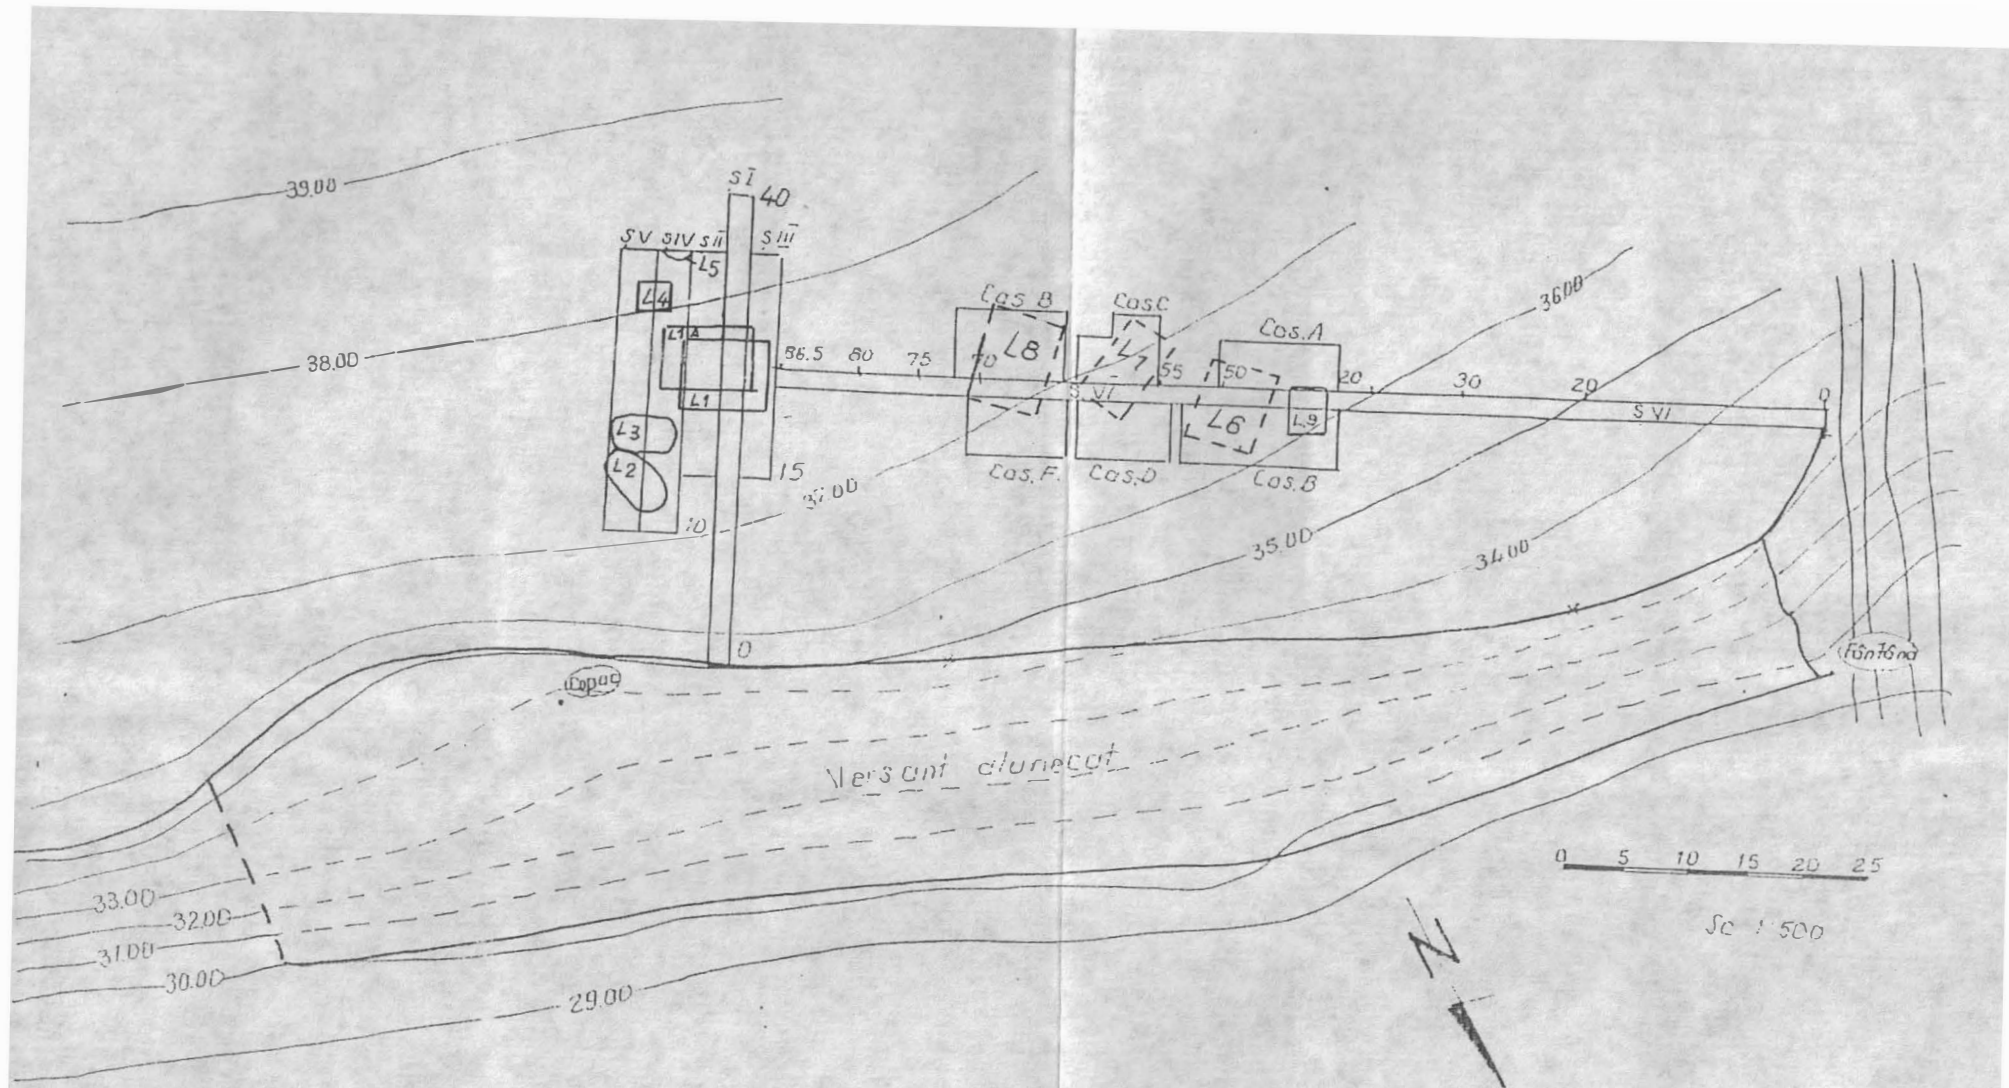 39.00
S I
40
S V S IV S II S III
L5
L4
38.00
L1 A
L1
L3
L2
15
10
86.5 80 75 70 55 50 20 30 20 0
Cas B
L8
Cas.C
L7
Cas.A
S VI
L6
L9
S VI
Cas.F.
Cas.D
Cas.B
36.00
37.00
35.00
34.00
0
Copac
Fântână
Versant alunecat
33.00
32.00
31.00
30.00
29.00
0 5 10 15 20 25
Sc 1:500
N